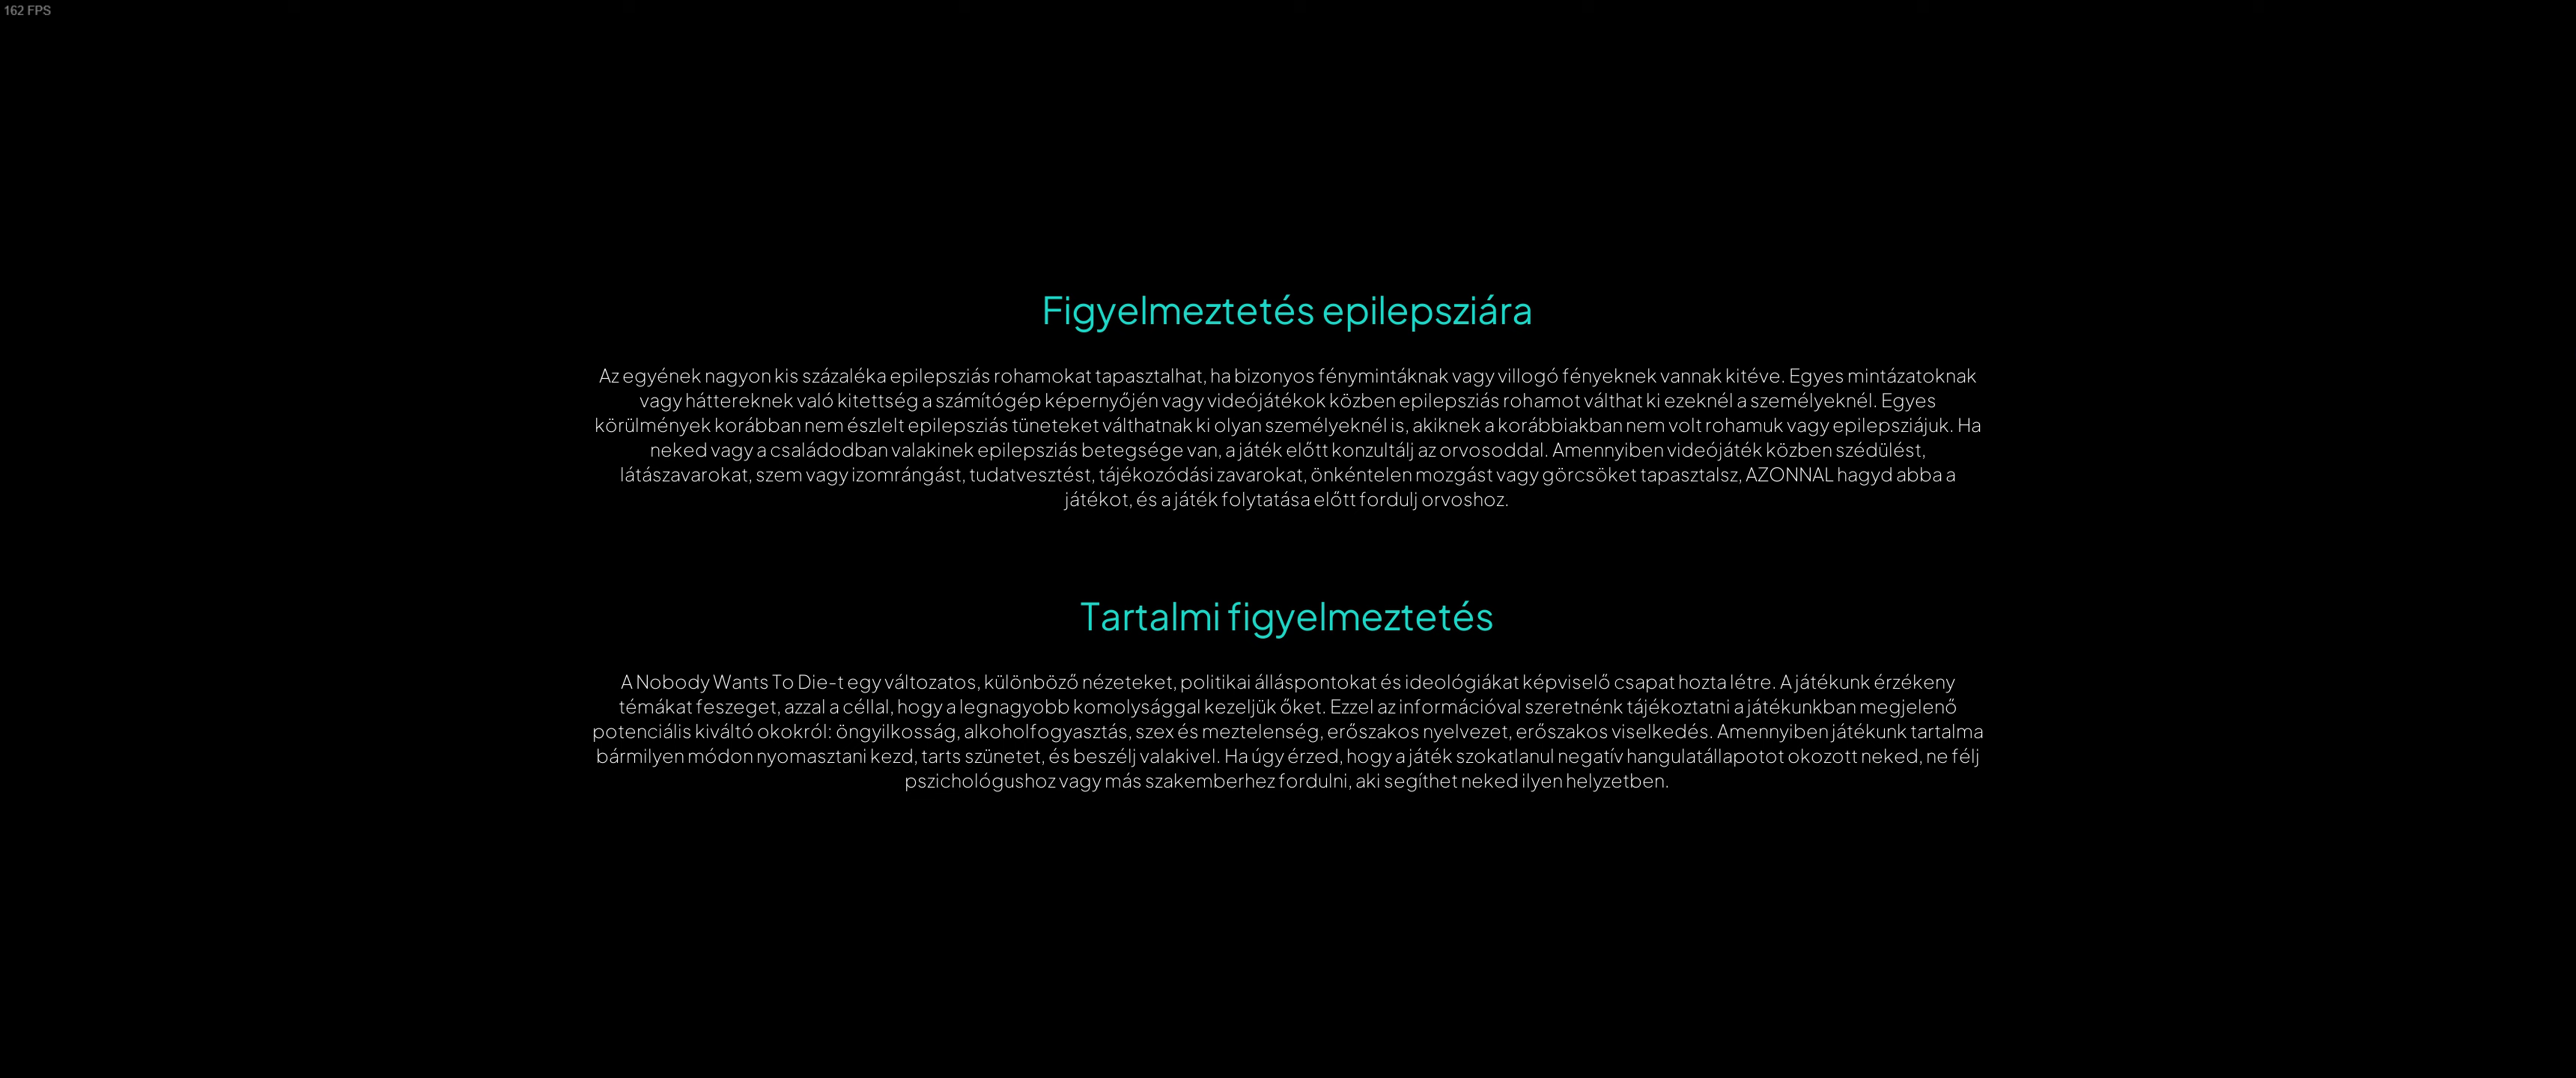 162 FPS
Figyelmeztetés epilepsziára
Az egyének nagyon kis százaléka epilepsziás rohamokat tapasztalhat, ha bizonyos fénymintáknak vagy villogó fényeknek vannak kitéve. Egyes mintázatoknak
vagy háttereknek való kitettség a számítógép képernyőjén vagy videójátékok közben epilepsziás rohamot válthat ki ezeknél a személyeknél. Egyes
körülmények korábban nem észlelt epilepsziás tüneteket válthatnak ki olyan személyeknél is, akiknek a korábbiakban nem volt rohamuk vagy epilepsziájuk. Ha
neked vagy a családodban valakinek epilepsziás betegsége van, a játék előtt konzultálj az orvosoddal. Amennyiben videójáték közben szédülést,
látászavarokat, szem vagy izomrángást, tudatvesztést, tájékozódási zavarokat, önkéntelen mozgást vagy görcsöket tapasztalsz, AZONNAL hagyd abba a
játékot, és a játék folytatása előtt fordulj orvoshoz.
Tartalmi figyelmeztetés
A Nobody Wants To Die-t egy változatos, különböző nézeteket, politikai álláspontokat és ideológiákat képviselő csapat hozta létre. A játékunk érzékeny
témákat feszeget, azzal a céllal, hogy a legnagyobb komolysággal kezeljük őket. Ezzel az információval szeretnénk tájékoztatni a játékunkban megjelenő
potenciális kiváltó okokról: öngyilkosság, alkoholfogyasztás, szex és meztelenség, erőszakos nyelvezet, erőszakos viselkedés. Amennyiben játékunk tartalma
bármilyen módon nyomasztani kezd, tarts szünetet, és beszélj valakivel. Ha úgy érzed, hogy a játék szokatlanul negatív hangulatállapotot okozott neked, ne félj
pszichológushoz vagy más szakemberhez fordulni, aki segíthet neked ilyen helyzetben.